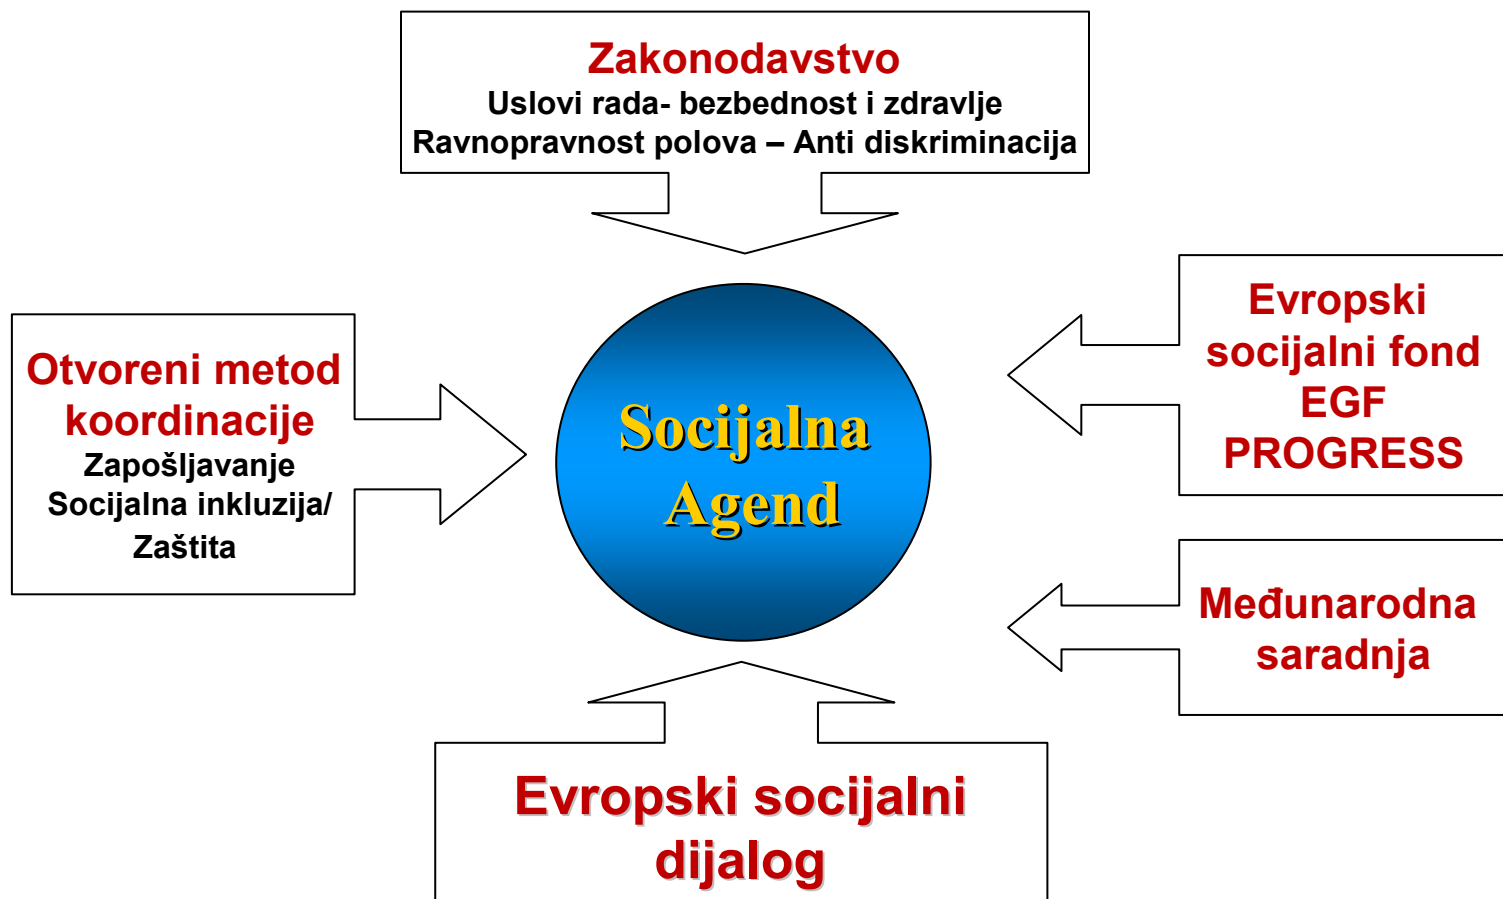 Zakonodavstvo
Uslovi rada- bezbednost i zdravlje
Ravnopravnost polova – Anti diskriminacija
Otvoreni metod
koordinacije
Zapošljavanje
Socijalna inkluzija/
Zaštita
Socijalna
Agend
Evropski
socijalni fond
EGF
PROGRESS
Međunarodna
saradnja
Evropski socijalni
dijalog